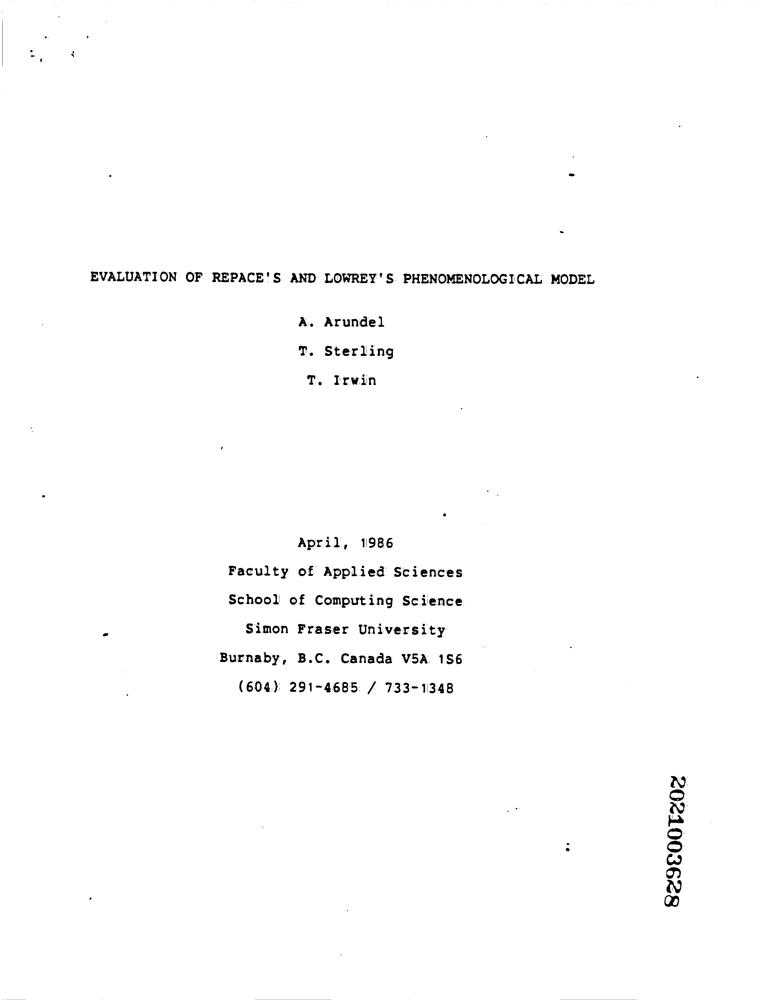 EVALUATION OF REPACE'S AND LOWREY'S PHENOMENOLOGICAL MODEL
A. Arundel
T. Sterling
T. Irwin
April, 1986
Faculty of Applied Sciences
School of Computing Science
Simon Fraser University
Burnaby, B.C. Canada V5A 1S6
(604) 291-4685 / 733-1348
2021003628